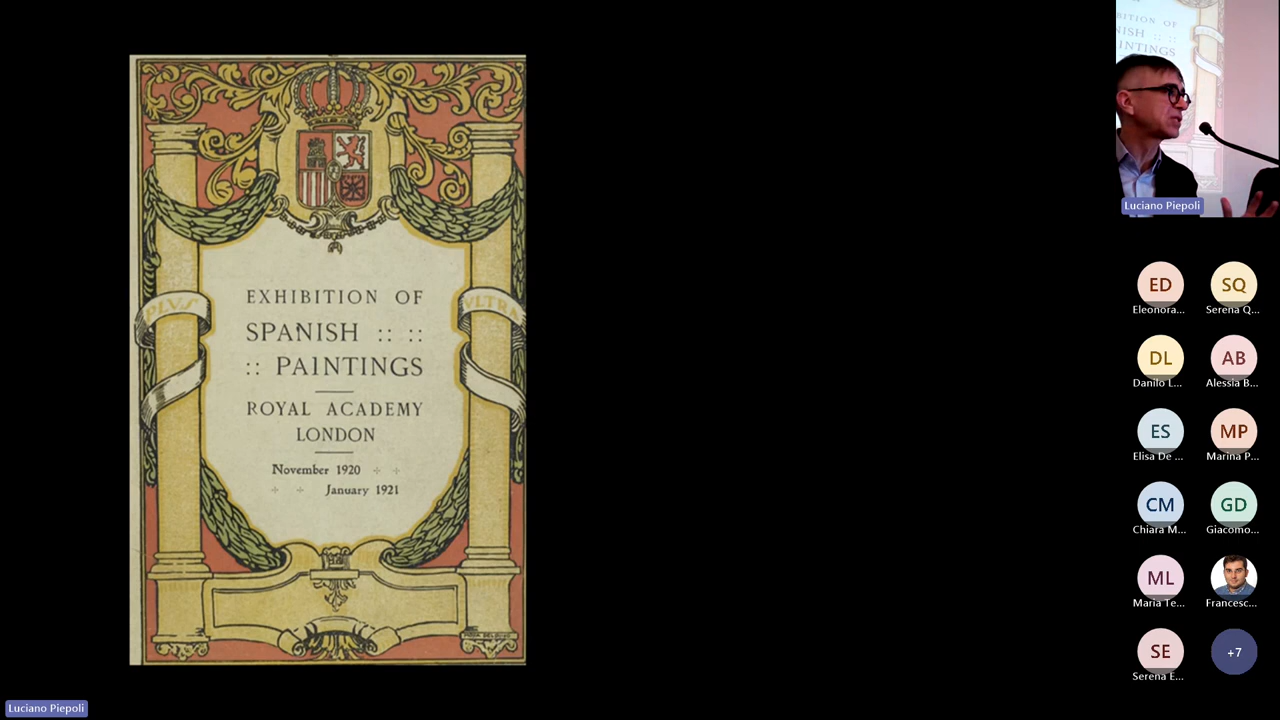 PLVS
VLTRA
EXHIBITION OF
SPANISH :: ::
:: PAINTINGS
ROYAL ACADEMY
LONDON
November 1920
January 1921
Luciano Piepoli
ISH :: ::
INTINGS
Luciano Piepoli
ED
Eleonora...
SQ
Serena Q...
DL
Danilo L...
AB
Alessia B...
ES
Elisa De ...
MP
Marina P...
CM
Chiara M...
GD
Giacomo...
ML
Maria Te...
Francesc...
SE
Serena E...
+7